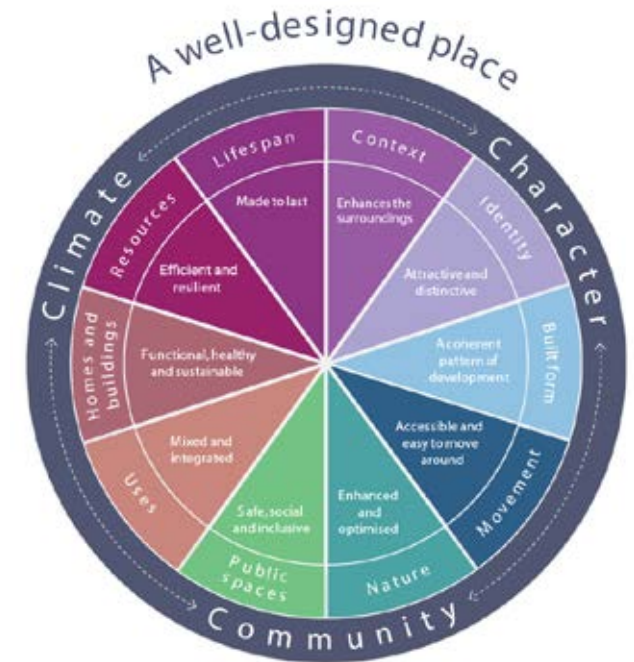 A well-designed place
Climate
Character
Community
Context
Enhances the
surroundings
Identity
Attractive and
distinctive
Built form
A coherent
pattern of
development
Movement
Accessible and
easy to move
around
Nature
Enhanced
and
optimised
Public
spaces
Safe, social
and inclusive
Uses
Mixed and
integrated
Homes and
buildings
Functional, healthy
and sustainable
Resources
Efficient and
resilient
Lifespan
Made to last